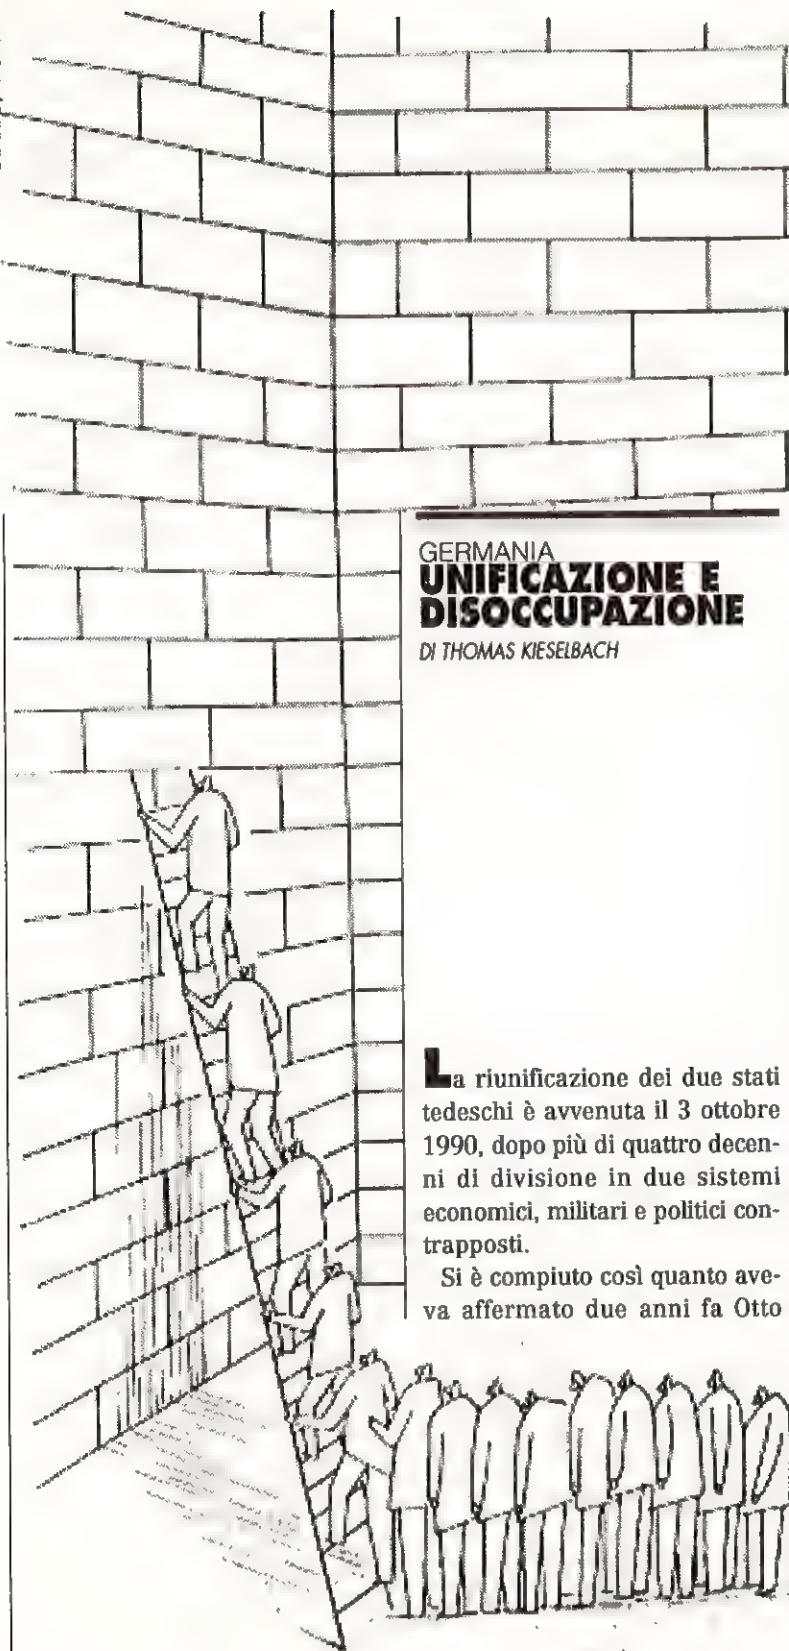 GERMANIA
UNIFICAZIONE E
DISOCCUPAZIONE
DI THOMAS KIESELBACH
La riunificazione dei due stati
tedeschi è avvenuta il 3 ottobre
1990, dopo più di quattro decen-
ni di divisione in due sistemi
economici, militari e politici con-
trapposti.
Si è compiuto così quanto ave-
va affermato due anni fa Otto